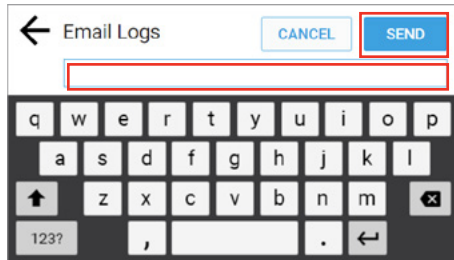 Email Logs CANCEL SEND
q w e r t y u i o p
a s d f g h j k l
z x c v b n m
123? , .